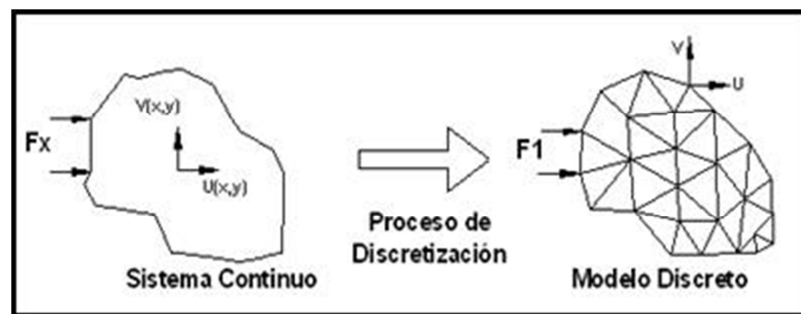 V(x,y)
Fx
U(x,y)
Sistema Continuo
Proceso de
Discretización
V
U
F1
Modelo Discreto